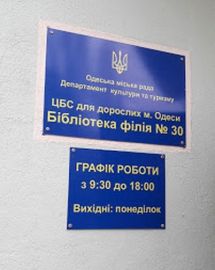 Одеська міська рада
Департамент культури та туризму
ЦБС для дорослих м. Одеси
Бібліотека філія № 30
ГРАФІК РОБОТИ
з 9:30 до 18:00
Вихідні: понеділок